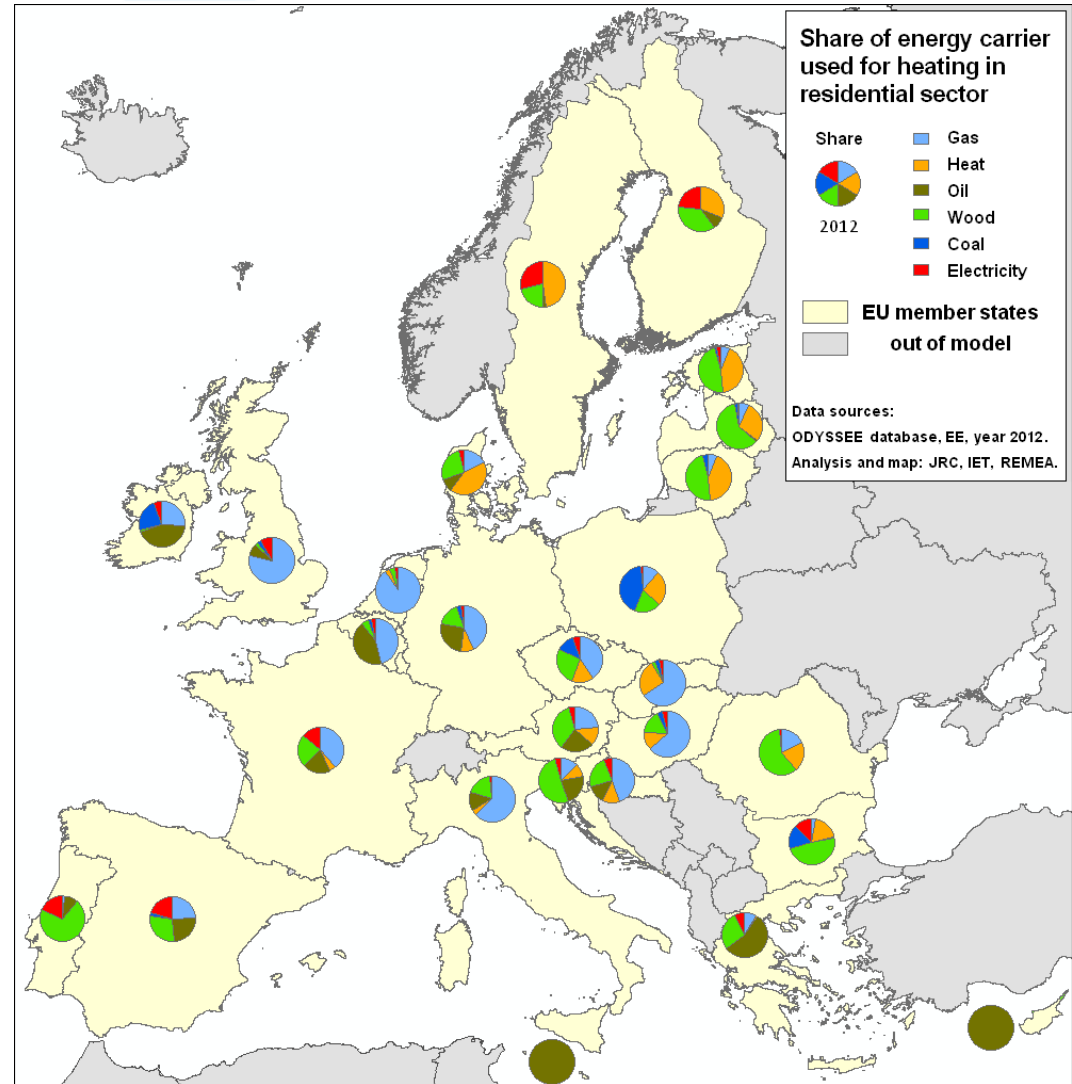 Share of energy carrier
used for heating in
residential sector
Share
2012
Gas
Heat
Oil
Wood
Coal
Electricity
EU member states
out of model
Data sources:
ODYSSEE database, EE, year 2012.
Analysis and map: JRC, IET, REMEA.